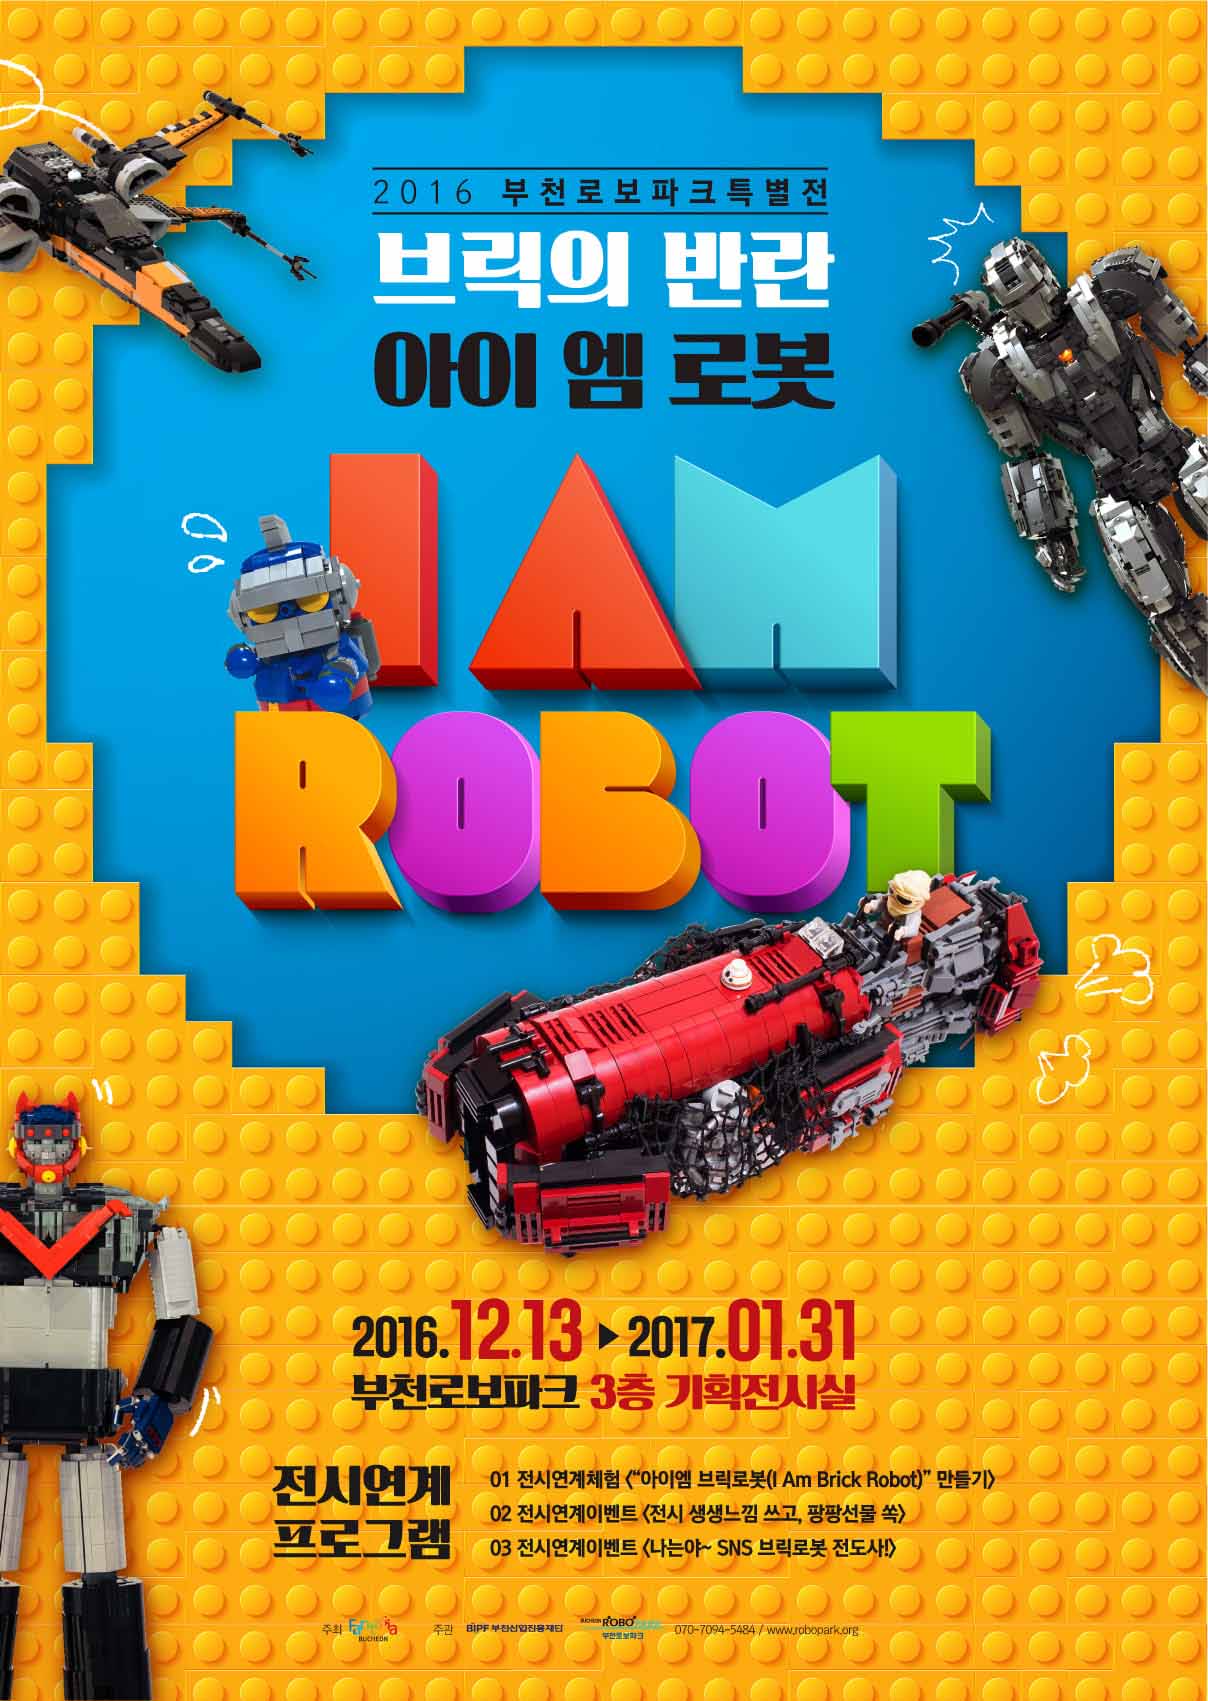 2016 부천로보파크특별전
브릭의 반란
아이 엠 로봇
I AM
ROBOT
2016.12.13 ▶ 2017.01.31
부천로보파크 3층 기획전시실
전시연계
프로그램
01 전시연계체험 <“아이엠 브릭로봇(I Am Brick Robot)” 만들기>
02 전시연계이벤트 <전시 생생느낌 쓰고, 팡팡선물 쏙>
03 전시연계이벤트 <나는야~ SNS 브릭로봇 전도사!>
주최 Fantasia BUCHEON 주관 BIPF 부천산업진흥재단 BUCHEON ROBO PARK 부천로보파크 070-7094-5484 / www.robopark.org